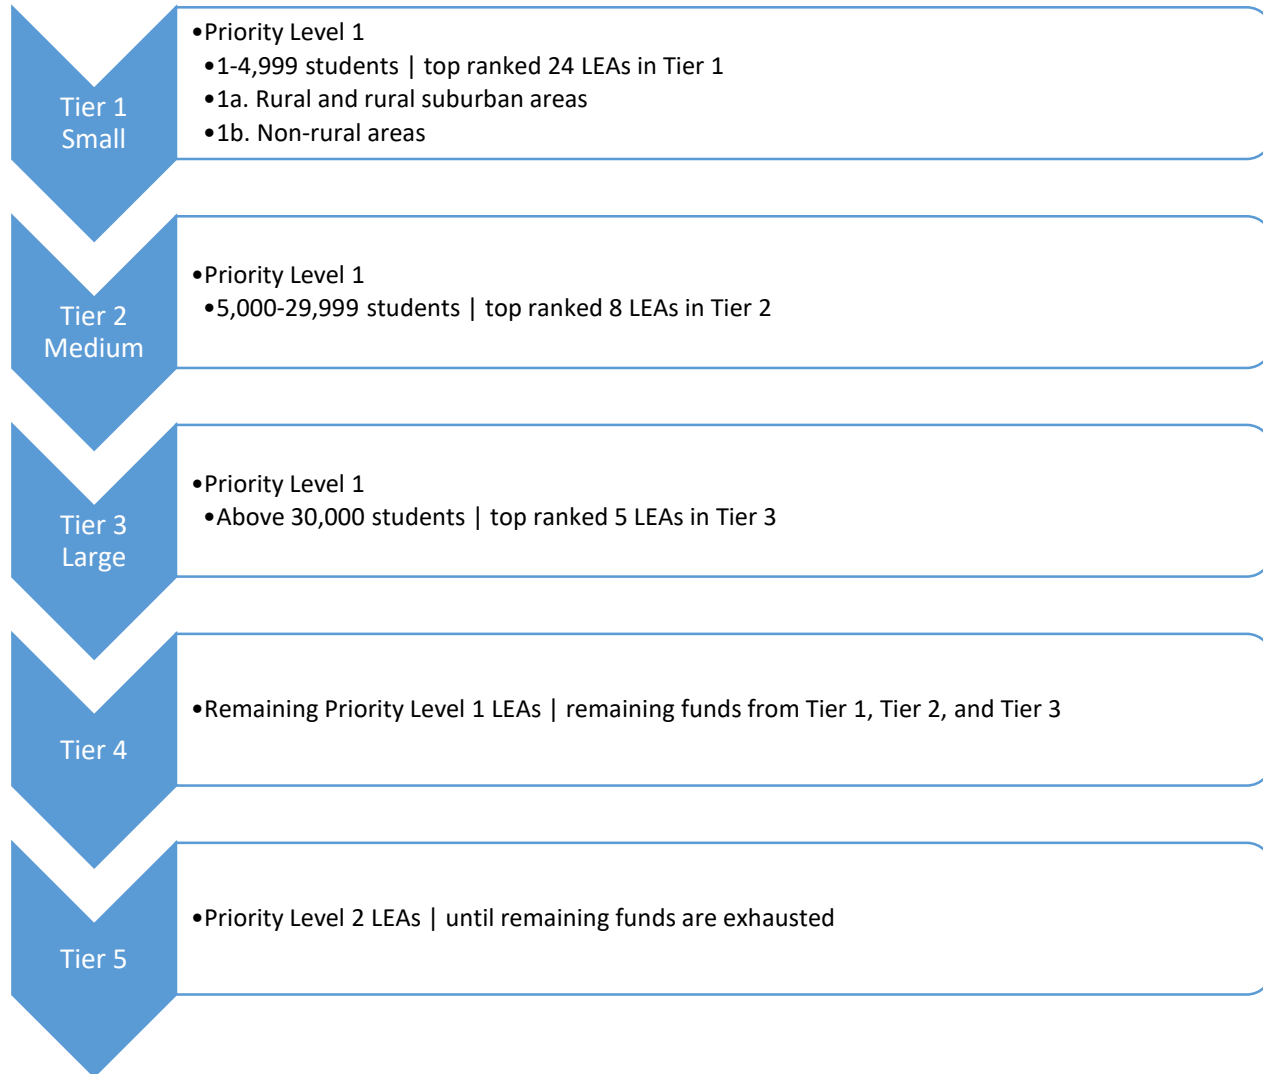 Tier 1
Small
•Priority Level 1
•1-4,999 students | top ranked 24 LEAs in Tier 1
•1a. Rural and rural suburban areas
•1b. Non-rural areas
Tier 2
Medium
•Priority Level 1
•5,000-29,999 students | top ranked 8 LEAs in Tier 2
Tier 3
Large
•Priority Level 1
•Above 30,000 students | top ranked 5 LEAs in Tier 3
Tier 4
•Remaining Priority Level 1 LEAs | remaining funds from Tier 1, Tier 2, and Tier 3
Tier 5
•Priority Level 2 LEAs | until remaining funds are exhausted